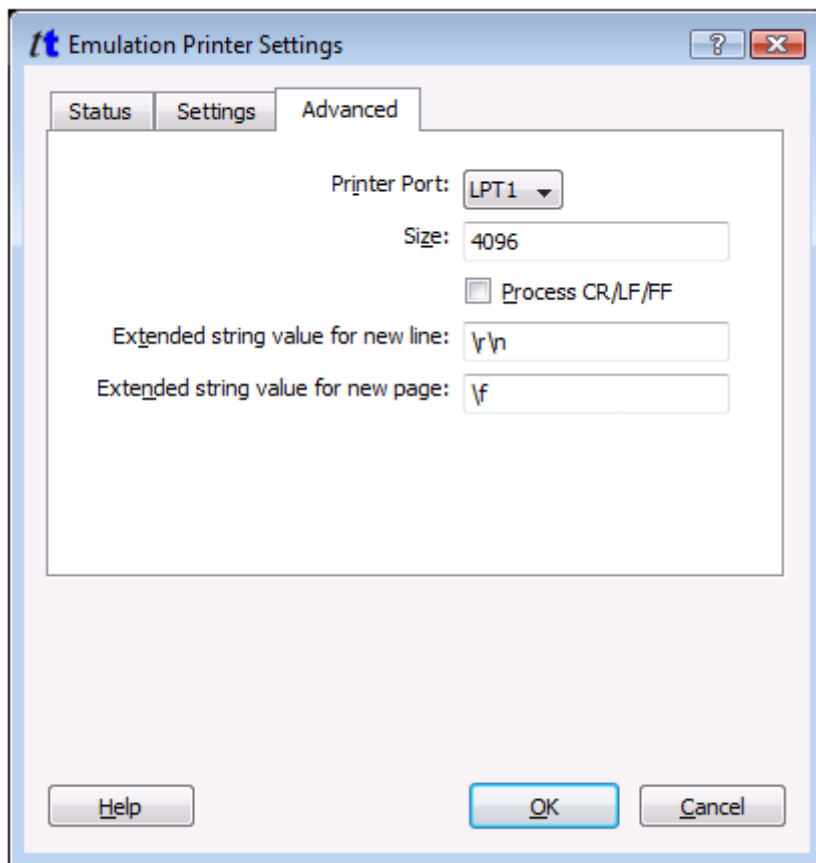 tt Emulation Printer Settings
Status Settings Advanced
Printer Port: LPT1
Size: 4096
Process CR/LF/FF
Extended string value for new line: \r\n
Extended string value for new page: \f
Help OK Cancel